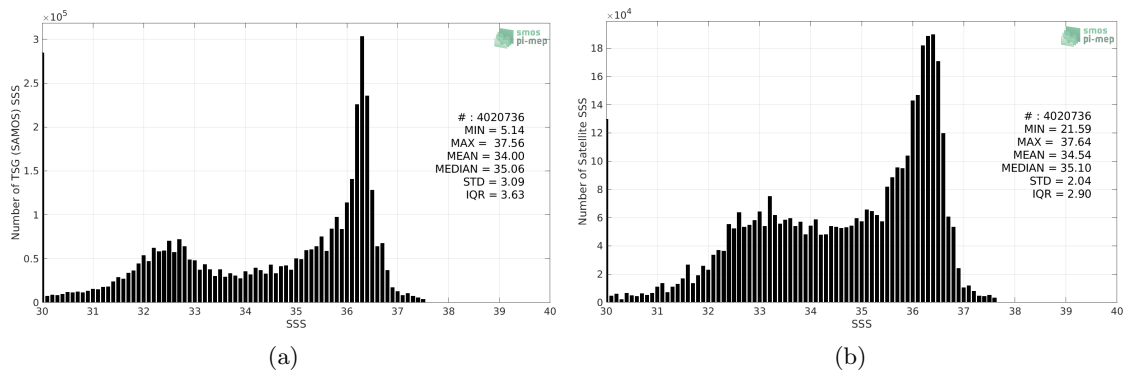 ×10⁵
3
2.5
2
1.5
1
0.5
0
Number of TSG (SAMOS) SSS
smos
pi-mep
# : 4020736
MIN = 5.14
MAX = 37.56
MEAN = 34.00
MEDIAN = 35.06
STD = 3.09
IQR = 3.63
30 31 32 33 34 35 36 37 38 39 40
SSS
(a)
×10⁴
18
16
14
12
10
8
6
4
2
0
Number of Satellite SSS
smos
pi-mep
# : 4020736
MIN = 21.59
MAX = 37.64
MEAN = 34.54
MEDIAN = 35.10
STD = 2.04
IQR = 2.90
30 31 32 33 34 35 36 37 38 39 40
SSS
(b)